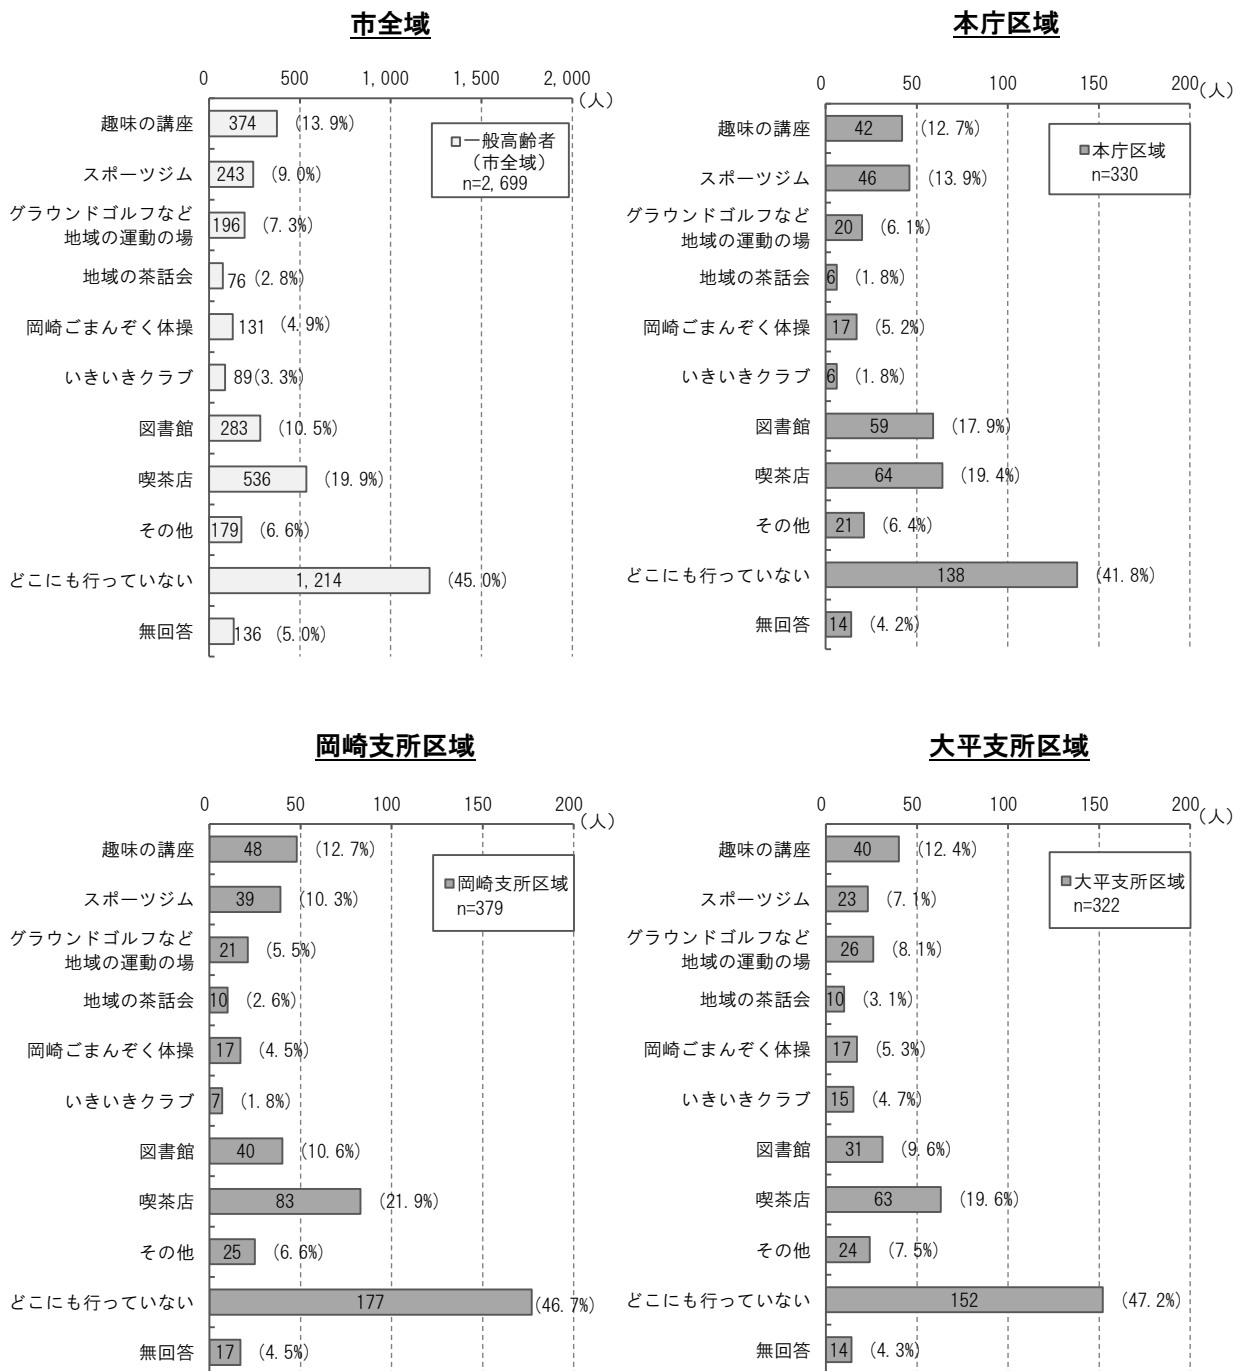 市全域
0 500 1,000 1,500 2,000
(人)
趣味の講座 374 (13.9%)
スポーツジム 243 (9.0%)
グラウンドゴルフなど
地域の運動の場 196 (7.3%)
地域の茶話会 76 (2.8%)
岡崎ごまんぞく体操 131 (4.9%)
いきいきクラブ 89 (3.3%)
図書館 283 (10.5%)
喫茶店 536 (19.9%)
その他 179 (6.6%)
どこにも行っていない 1,214 (45.0%)
無回答 136 (5.0%)
一般高齢者
(市全域)
n=2,699
本庁区域
0 50 100 150 200
(人)
趣味の講座 42 (12.7%)
スポーツジム 46 (13.9%)
グラウンドゴルフなど
地域の運動の場 20 (6.1%)
地域の茶話会 6 (1.8%)
岡崎ごまんぞく体操 17 (5.2%)
いきいきクラブ 6 (1.8%)
図書館 59 (17.9%)
喫茶店 64 (19.4%)
その他 21 (6.4%)
どこにも行っていない 138 (41.8%)
無回答 14 (4.2%)
本庁区域
n=330
岡崎支所区域
0 50 100 150 200
(人)
趣味の講座 48 (12.7%)
スポーツジム 39 (10.3%)
グラウンドゴルフなど
地域の運動の場 21 (5.5%)
地域の茶話会 10 (2.6%)
岡崎ごまんぞく体操 17 (4.5%)
いきいきクラブ 7 (1.8%)
図書館 40 (10.6%)
喫茶店 83 (21.9%)
その他 25 (6.6%)
どこにも行っていない 177 (46.7%)
無回答 17 (4.5%)
岡崎支所区域
n=379
大平支所区域
0 50 100 150 200
(人)
趣味の講座 40 (12.4%)
スポーツジム 23 (7.1%)
グラウンドゴルフなど
地域の運動の場 26 (8.1%)
地域の茶話会 10 (3.1%)
岡崎ごまんぞく体操 17 (5.3%)
いきいきクラブ 15 (4.7%)
図書館 31 (9.6%)
喫茶店 63 (19.6%)
その他 24 (7.5%)
どこにも行っていない 152 (47.2%)
無回答 14 (4.3%)
大平支所区域
n=322